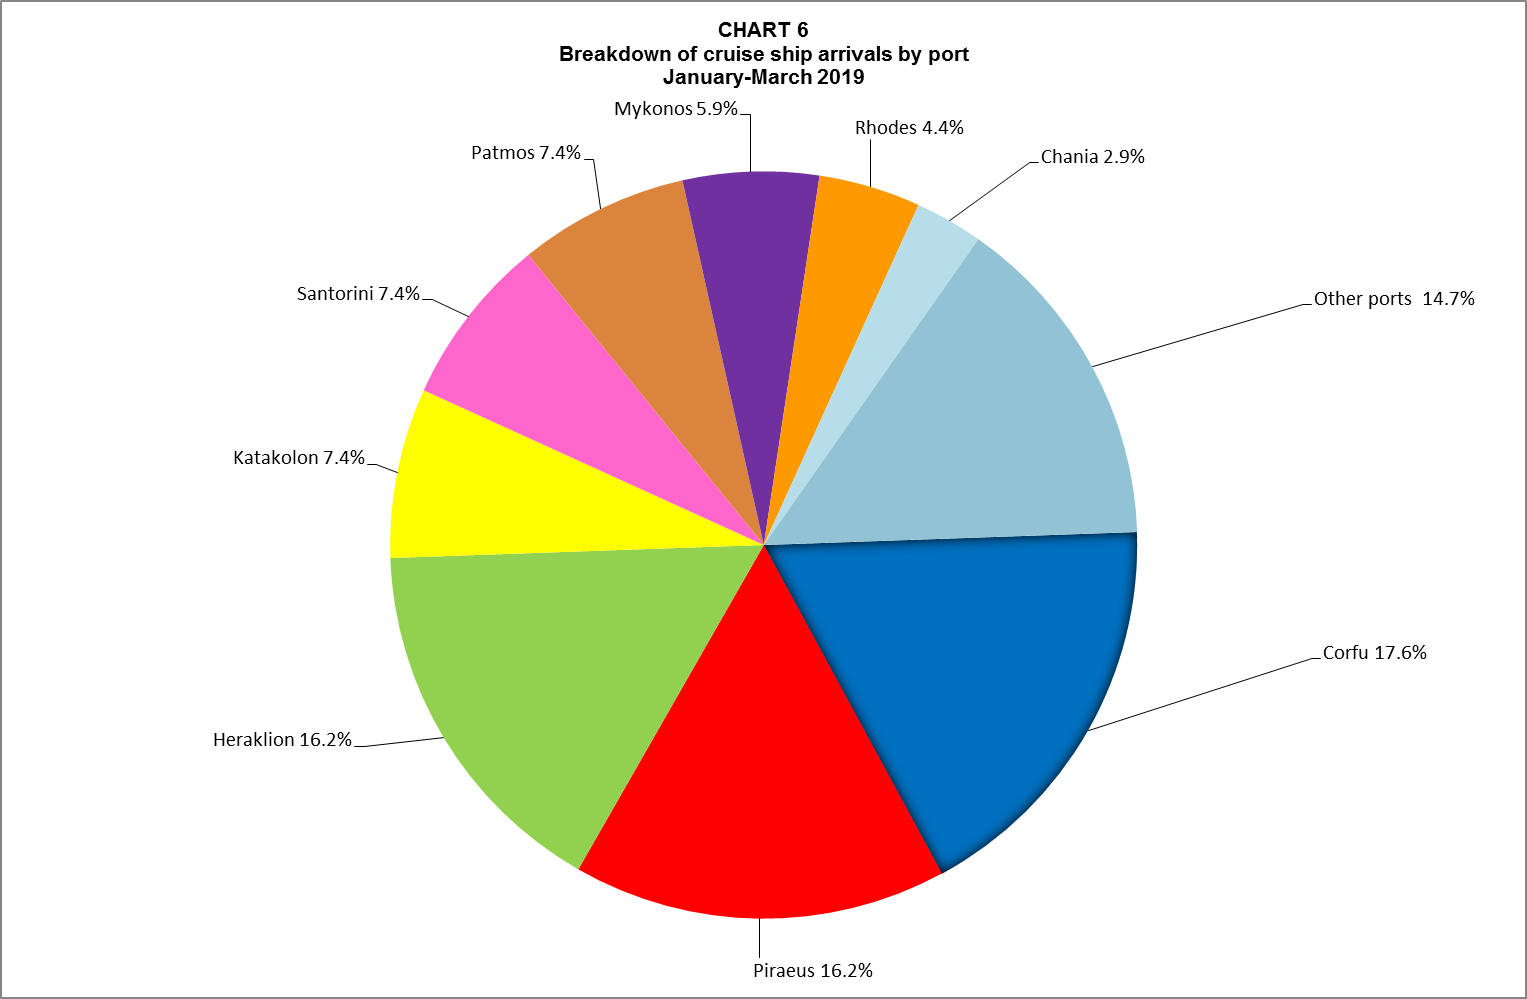 CHART 6
Breakdown of cruise ship arrivals by port
January-March 2019
Mykonos 5.9%
Rhodes 4.4%
Patmos 7.4%
Chania 2.9%
Santorini 7.4%
Other ports 14.7%
Katakolon 7.4%
Corfu 17.6%
Heraklion 16.2%
Piraeus 16.2%